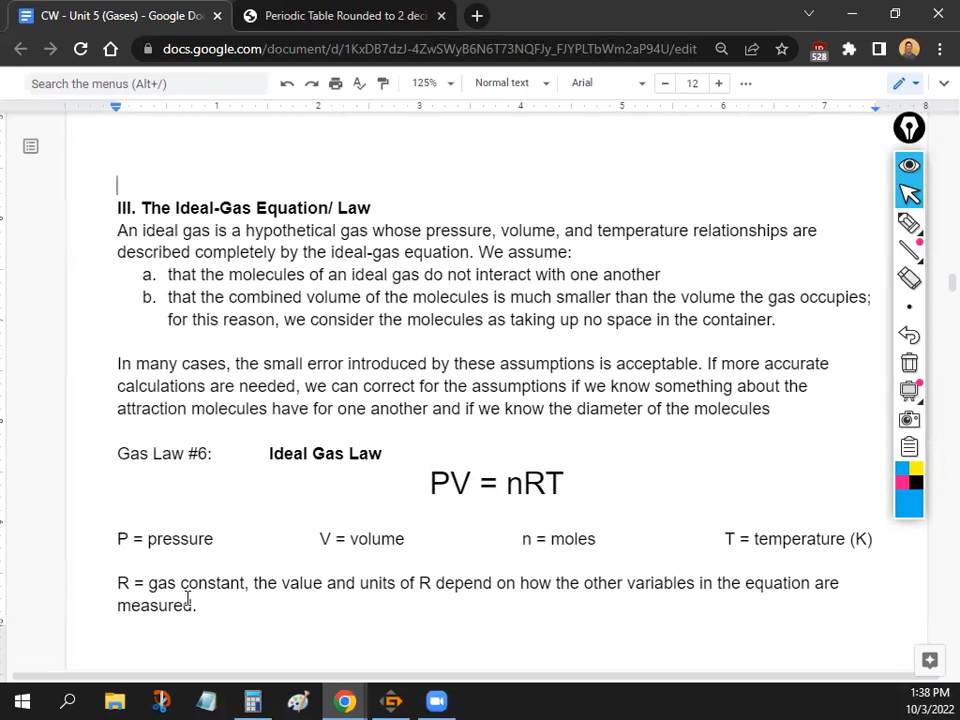 CW - Unit 5 (Gases) - Google Do
Periodic Table Rounded to 2 deci
docs.google.com/document/d/1KxDB7dzJ-4ZwSWyB6N6T73NQFJy_FJYPLTbWm2aP94U/edit
528
Search the menus (Alt+/)
125%
Normal text
Arial
12
1 2 3 4 5 6 7 8
III. The Ideal-Gas Equation/ Law
An ideal gas is a hypothetical gas whose pressure, volume, and temperature relationships are
described completely by the ideal-gas equation. We assume:
a. that the molecules of an ideal gas do not interact with one another
b. that the combined volume of the molecules is much smaller than the volume the gas occupies;
for this reason, we consider the molecules as taking up no space in the container.
In many cases, the small error introduced by these assumptions is acceptable. If more accurate
calculations are needed, we can correct for the assumptions if we know something about the
attraction molecules have for one another and if we know the diameter of the molecules
Gas Law #6: Ideal Gas Law
PV = nRT
P = pressure V = volume n = moles T = temperature (K)
R = gas constant, the value and units of R depend on how the other variables in the equation are
measured.
1:38 PM
10/3/2022